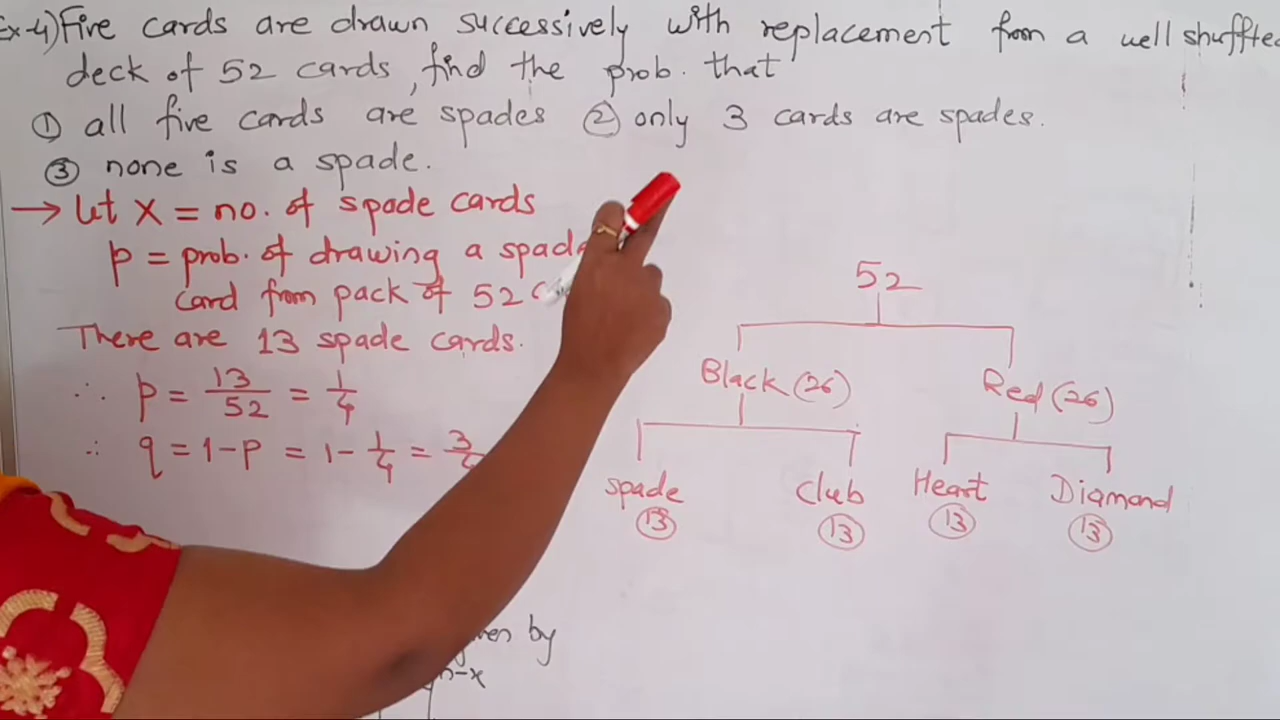 Ex-4) Five cards are drawn successively with replacement from a well shuffled
deck of 52 cards, find the prob. that
① all five cards are spades ② only 3 cards are spades.
③ none is a spade.
→ Let X = no. of spade cards
p = prob. of drawing a spade
card from pack of 52 c
There are 13 spade cards.
∴ p = 13/52 = 1/4
∴ q = 1-p = 1 - 1/4 = 3/4
52
Black (26) Red (26)
spade club Heart Diamond
⑬ ⑬ ⑬ ⑬
by
n-x